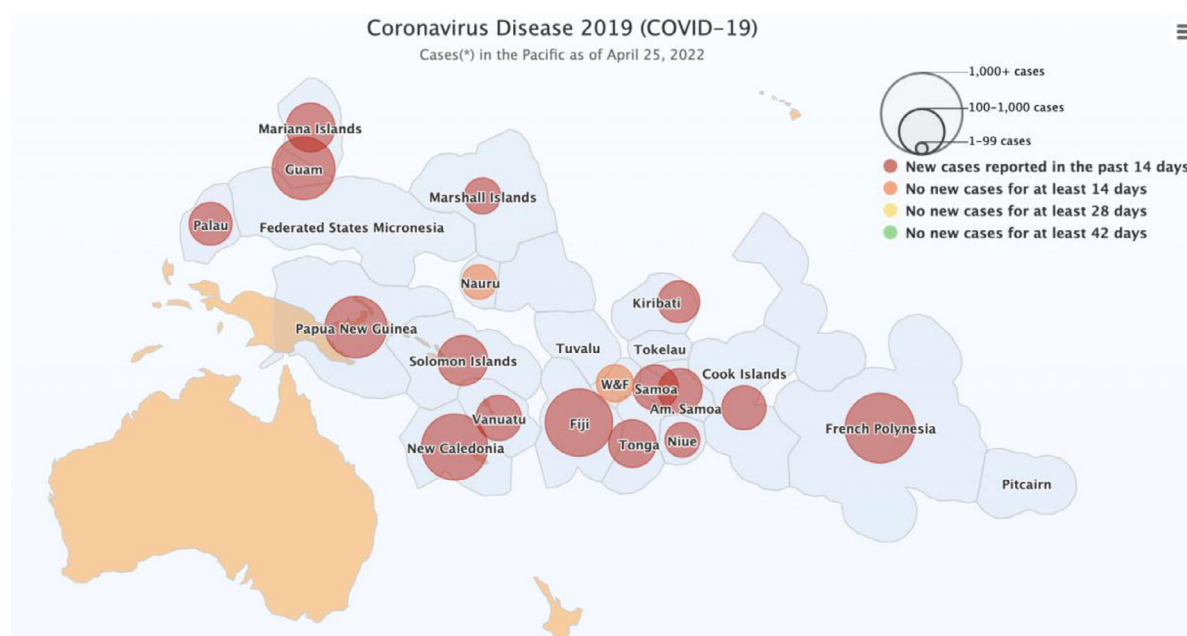 Coronavirus Disease 2019 (COVID-19)
Cases(*) in the Pacific as of April 25, 2022
1,000+ cases
100-1,000 cases
1-99 cases
New cases reported in the past 14 days
No new cases for at least 14 days
No new cases for at least 28 days
No new cases for at least 42 days
Mariana Islands
Guam
Marshall Islands
Palau
Federated States Micronesia
Nauru
Kiribati
Papua New Guinea
Solomon Islands
Tuvalu
Tokelau
Cook Islands
W&F
Samoa
Am. Samoa
Vanuatu
Fiji
French Polynesia
New Caledonia
Tonga
Niue
Pitcairn